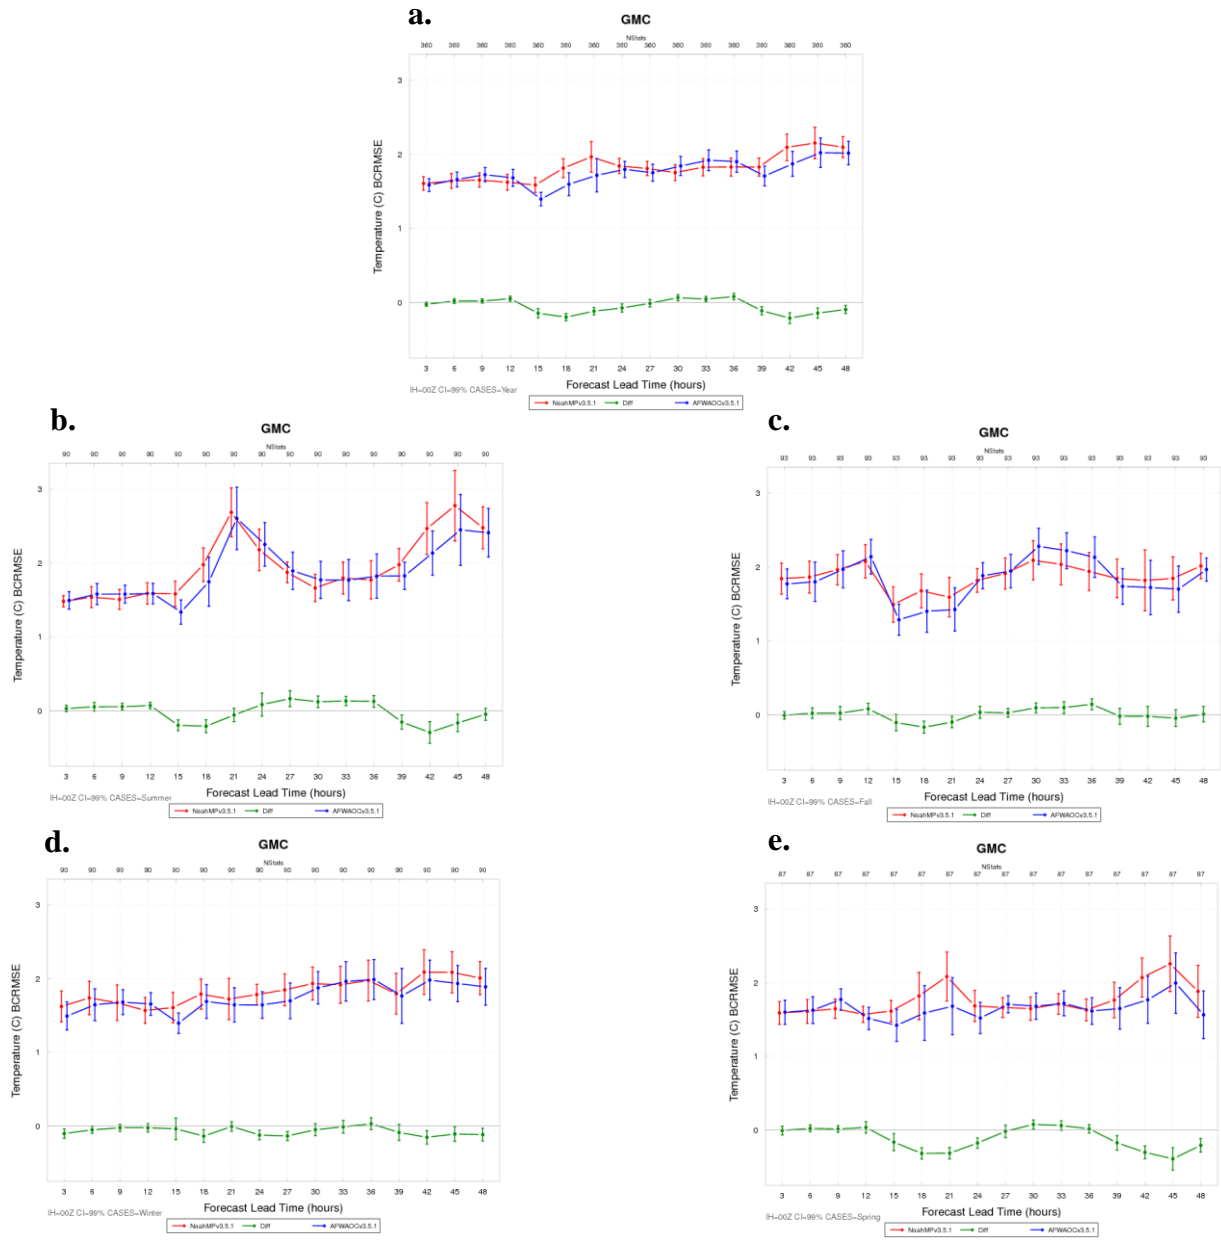 a.
GMC
NStats
360 360 360 360 360 360 360 360 360 360 360 360 360 360 360 360
Temperature (C) BCRMSE
3
2
1
0
3 6 9 12 15 18 21 24 27 30 33 36 39 42 45 48
Forecast Lead Time (hours)
IH=00Z CI=99% CASES=Year
NoahMPv3.5.1 Diff AFWAOCv3.5.1
b.
GMC
NStats
90 90 90 90 90 90 90 90 90 90 90 90 90 90 90 90
Temperature (C) BCRMSE
3
2
1
0
3 6 9 12 15 18 21 24 27 30 33 36 39 42 45 48
Forecast Lead Time (hours)
IH=00Z CI=99% CASES=Summer
NoahMPv3.5.1 Diff AFWAOCv3.5.1
c.
GMC
NStats
93 93 93 93 93 93 93 93 93 93 93 93 93 93 93 93
Temperature (C) BCRMSE
3
2
1
0
3 6 9 12 15 18 21 24 27 30 33 36 39 42 45 48
Forecast Lead Time (hours)
IH=00Z CI=99% CASES=Fall
NoahMPv3.5.1 Diff AFWAOCv3.5.1
d.
GMC
NStats
90 90 90 90 90 90 90 90 90 90 90 90 90 90 90 90
Temperature (C) BCRMSE
3
2
1
0
3 6 9 12 15 18 21 24 27 30 33 36 39 42 45 48
Forecast Lead Time (hours)
IH=00Z CI=99% CASES=Winter
NoahMPv3.5.1 Diff AFWAOCv3.5.1
e.
GMC
NStats
87 87 87 87 87 87 87 87 87 87 87 87 87 87 87 87
Temperature (C) BCRMSE
3
2
1
0
3 6 9 12 15 18 21 24 27 30 33 36 39 42 45 48
Forecast Lead Time (hours)
IH=00Z CI=99% CASES=Spring
NoahMPv3.5.1 Diff AFWAOCv3.5.1